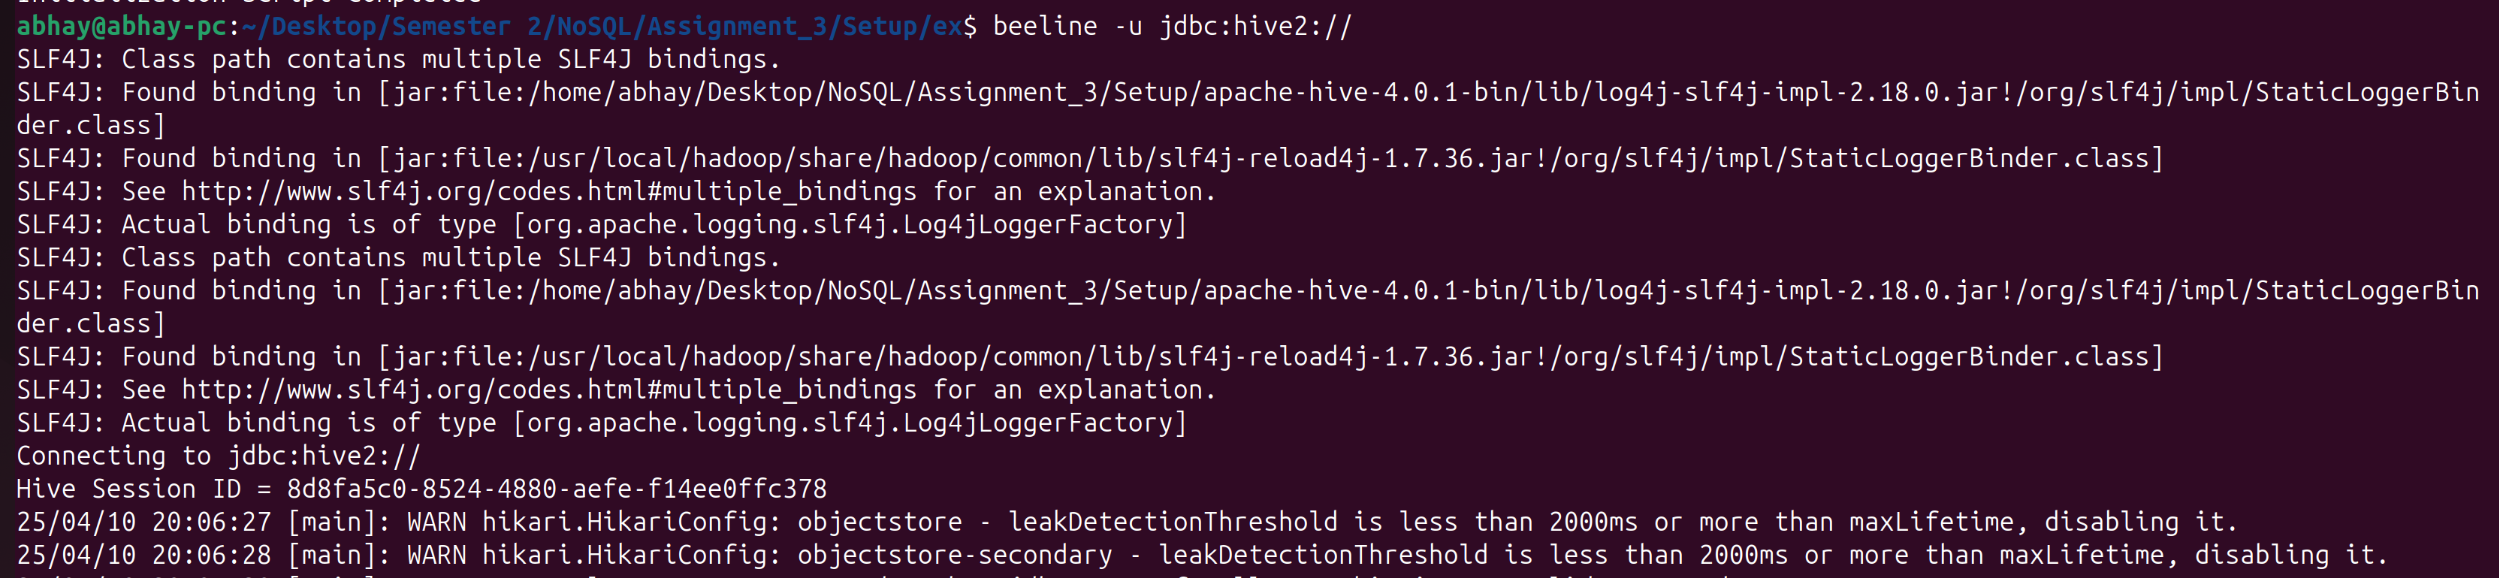 Initialization script completed
abhay@abhay-pc:~/Desktop/Semester 2/NoSQL/Assignment_3/Setup/ex$ beeline -u jdbc:hive2://
SLF4J: Class path contains multiple SLF4J bindings.
SLF4J: Found binding in [jar:file:/home/abhay/Desktop/NoSQL/Assignment_3/Setup/apache-hive-4.0.1-bin/lib/log4j-slf4j-impl-2.18.0.jar!/org/slf4j/impl/StaticLoggerBin
der.class]
SLF4J: Found binding in [jar:file:/usr/local/hadoop/share/hadoop/common/lib/slf4j-reload4j-1.7.36.jar!/org/slf4j/impl/StaticLoggerBinder.class]
SLF4J: See http://www.slf4j.org/codes.html#multiple_bindings for an explanation.
SLF4J: Actual binding is of type [org.apache.logging.slf4j.Log4jLoggerFactory]
SLF4J: Class path contains multiple SLF4J bindings.
SLF4J: Found binding in [jar:file:/home/abhay/Desktop/NoSQL/Assignment_3/Setup/apache-hive-4.0.1-bin/lib/log4j-slf4j-impl-2.18.0.jar!/org/slf4j/impl/StaticLoggerBin
der.class]
SLF4J: Found binding in [jar:file:/usr/local/hadoop/share/hadoop/common/lib/slf4j-reload4j-1.7.36.jar!/org/slf4j/impl/StaticLoggerBinder.class]
SLF4J: See http://www.slf4j.org/codes.html#multiple_bindings for an explanation.
SLF4J: Actual binding is of type [org.apache.logging.slf4j.Log4jLoggerFactory]
Connecting to jdbc:hive2://
Hive Session ID = 8d8fa5c0-8524-4880-aefe-f14ee0ffc378
25/04/10 20:06:27 [main]: WARN hikari.HikariConfig: objectstore - leakDetectionThreshold is less than 2000ms or more than maxLifetime, disabling it.
25/04/10 20:06:28 [main]: WARN hikari.HikariConfig: objectstore-secondary - leakDetectionThreshold is less than 2000ms or more than maxLifetime, disabling it.